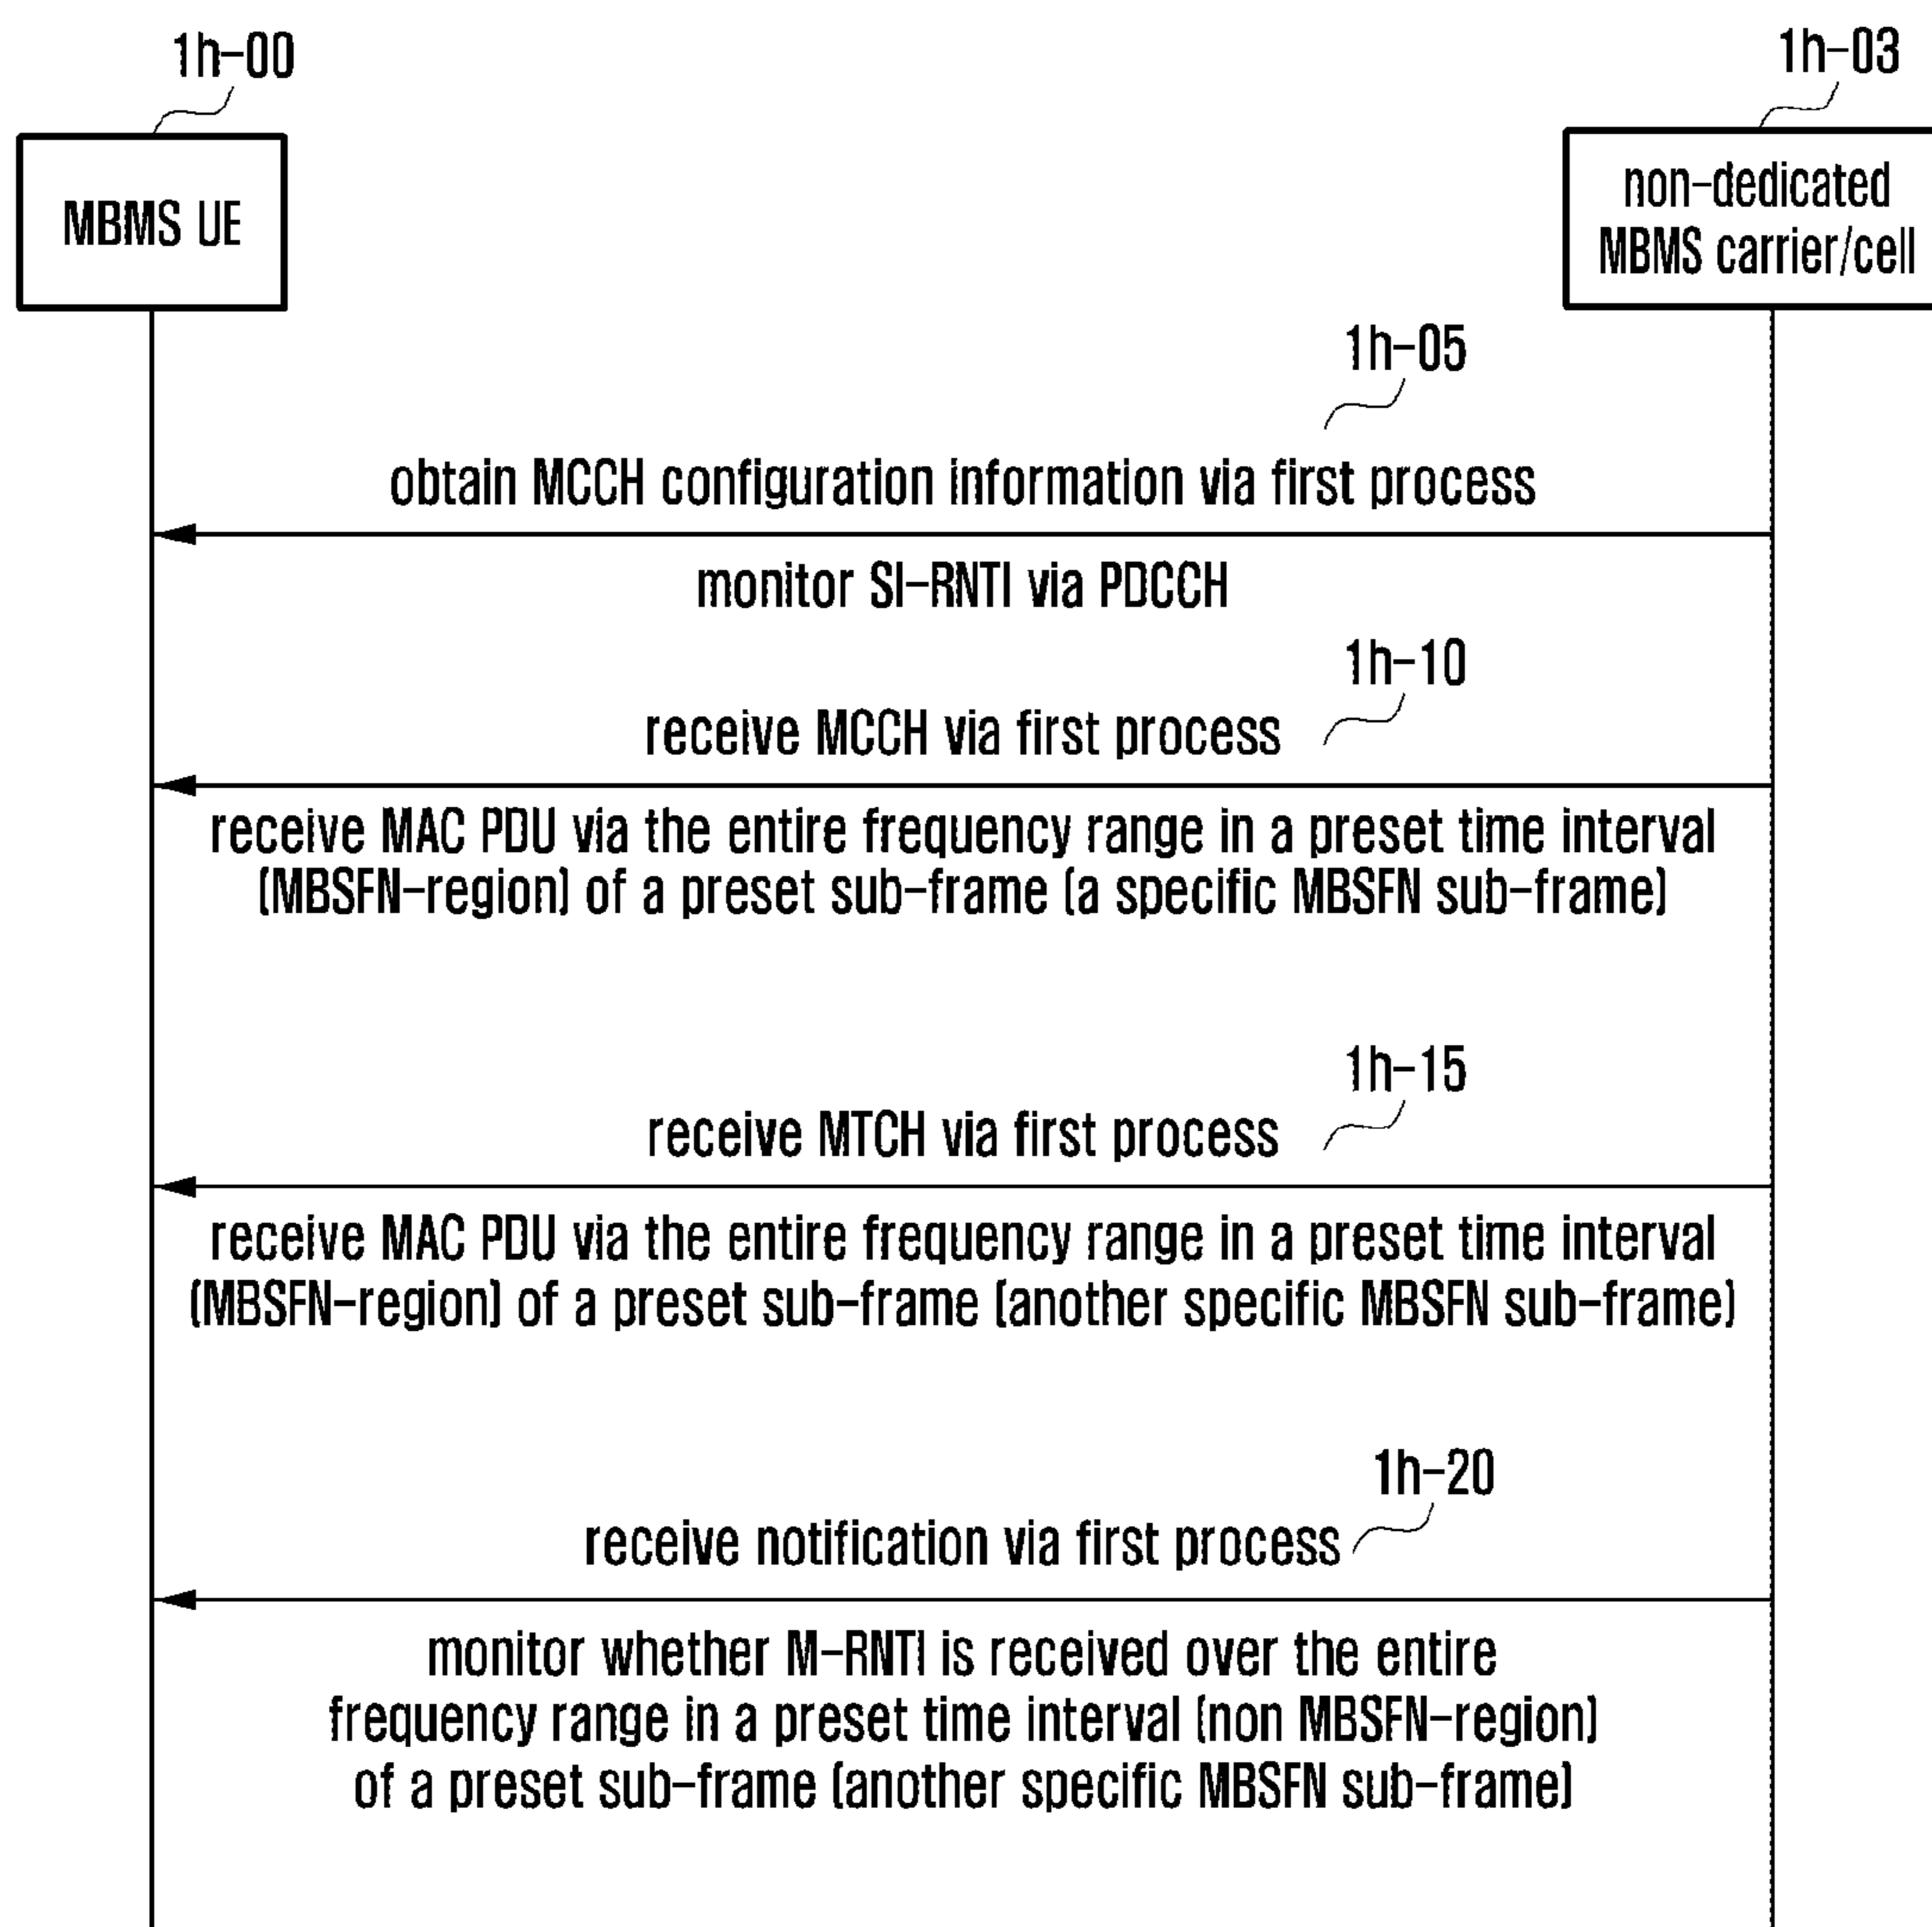 1h-00
1h-03
MBMS UE
non-dedicated
MBMS carrier/cell
1h-05
obtain MCCH configuration information via first process
monitor SI-RNTI via PDCCH
1h-10
receive MCCH via first process
receive MAC PDU via the entire frequency range in a preset time interval
(MBSFN-region) of a preset sub-frame (a specific MBSFN sub-frame)
1h-15
receive MTCH via first process
receive MAC PDU via the entire frequency range in a preset time interval
(MBSFN-region) of a preset sub-frame (another specific MBSFN sub-frame)
1h-20
receive notification via first process
monitor whether M-RNTI is received over the entire
frequency range in a preset time interval (non MBSFN-region)
of a preset sub-frame (another specific MBSFN sub-frame)